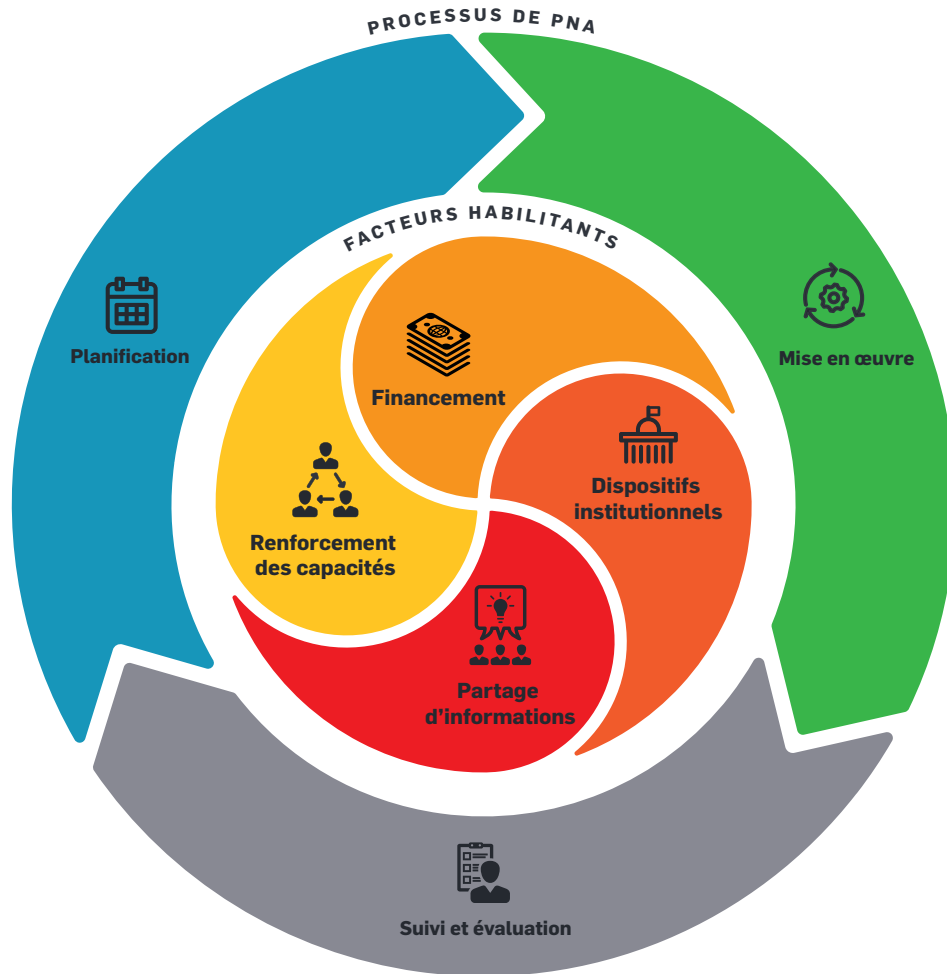 PROCESSUS DE PNA
FACTEURS HABILITANTS
Planification
Mise en œuvre
Financement
Dispositifs
institutionnels
Renforcement
des capacités
Partage
d’informations
Suivi et évaluation